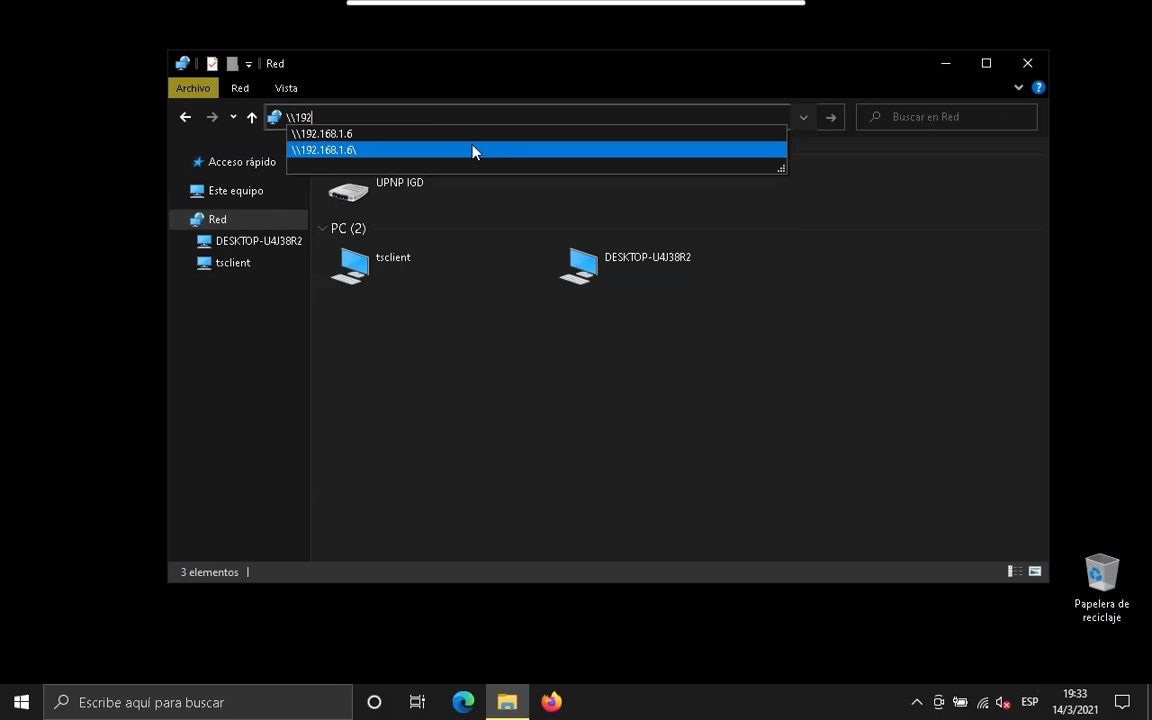 Red
Archivo
Red
Vista
\\192
Buscar en Red
\\192.168.1.6
\\192.168.1.6\
Acceso rápido
Este equipo
Red
DESKTOP-U4J38R2
tsclient
UPNP IGD
PC (2)
tsclient
DESKTOP-U4J38R2
3 elementos
Papelera de
reciclaje
Escribe aquí para buscar
ESP
19:33
14/3/2021